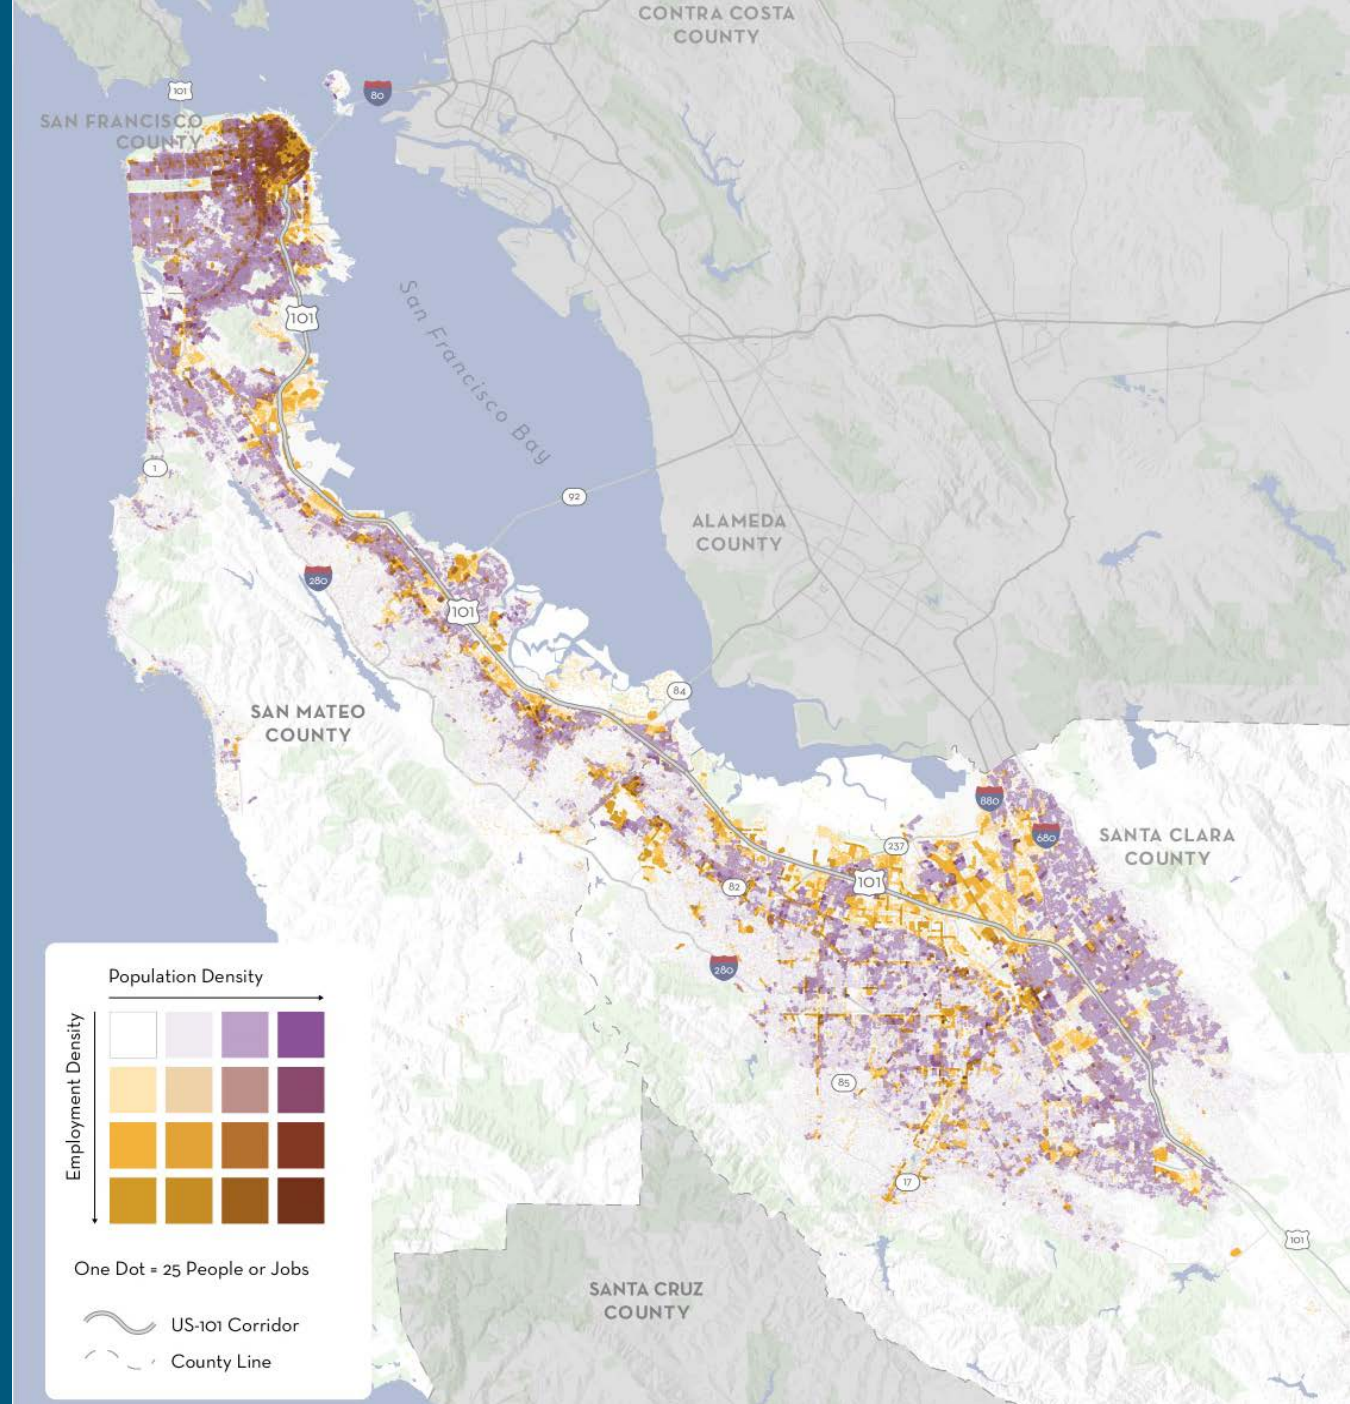 CONTRA COSTA
COUNTY
101
80
SAN FRANCISCO
COUNTY
101
San Francisco Bay
1
92
ALAMEDA
COUNTY
280
101
84
SAN MATEO
COUNTY
880
680
SANTA CLARA
COUNTY
237
101
82
280
85
17
101
SANTA CRUZ
COUNTY
Population Density
Employment Density
One Dot = 25 People or Jobs
US-101 Corridor
County Line